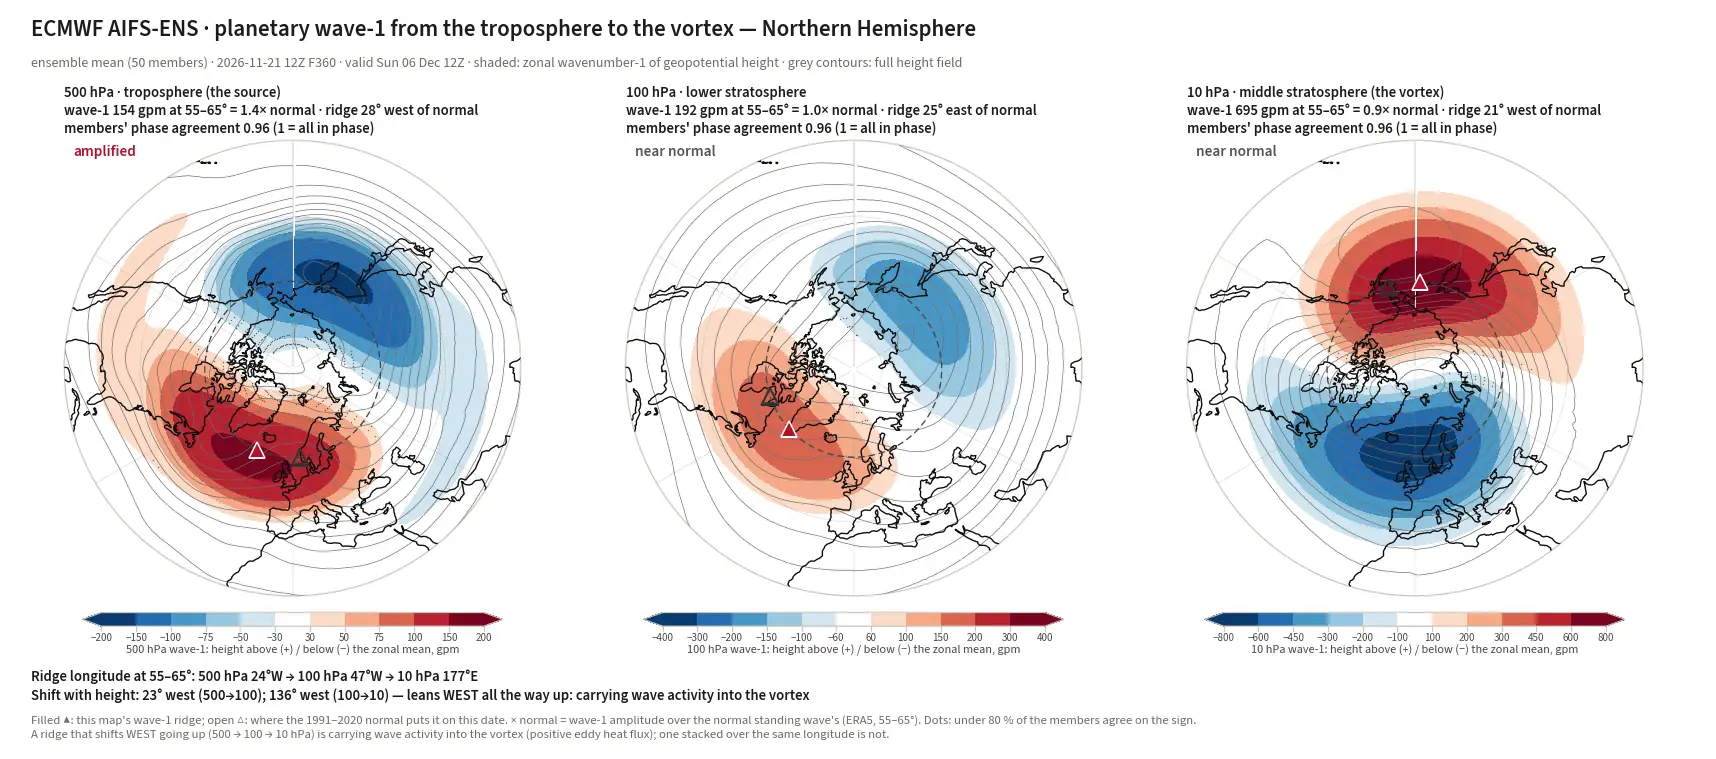 ECMWF AIFS-ENS · planetary wave-1 from the troposphere to the vortex — Northern Hemisphere
ensemble mean (50 members) · 2026-11-21 12Z F360 · valid Sun 06 Dec 12Z · shaded: zonal wavenumber-1 of geopotential height · grey contours: full height field
500 hPa · troposphere (the source)
wave-1 154 gpm at 55–65° = 1.4× normal · ridge 28° west of normal
members' phase agreement 0.96 (1 = all in phase)
amplified
100 hPa · lower stratosphere
wave-1 192 gpm at 55–65° = 1.0× normal · ridge 25° east of normal
members' phase agreement 0.96 (1 = all in phase)
near normal
10 hPa · middle stratosphere (the vortex)
wave-1 695 gpm at 55–65° = 0.9× normal · ridge 21° west of normal
members' phase agreement 0.96 (1 = all in phase)
near normal
−200 −150 −100 −75 −50 −30 30 50 75 100 150 200
500 hPa wave-1: height above (+) / below (−) the zonal mean, gpm
−400 −300 −200 −150 −100 −60 60 100 150 200 300 400
100 hPa wave-1: height above (+) / below (−) the zonal mean, gpm
−800 −600 −450 −300 −200 −100 100 200 300 450 600 800
10 hPa wave-1: height above (+) / below (−) the zonal mean, gpm
Ridge longitude at 55–65°: 500 hPa 24°W → 100 hPa 47°W → 10 hPa 177°E
Shift with height: 23° west (500→100); 136° west (100→10) — leans WEST all the way up: carrying wave activity into the vortex
Filled ▲: this map's wave-1 ridge; open △: where the 1991–2020 normal puts it on this date. × normal = wave-1 amplitude over the normal standing wave's (ERA5, 55–65°). Dots: under 80 % of the members agree on the sign.
A ridge that shifts WEST going up (500 → 100 → 10 hPa) is carrying wave activity into the vortex (positive eddy heat flux); one stacked over the same longitude is not.